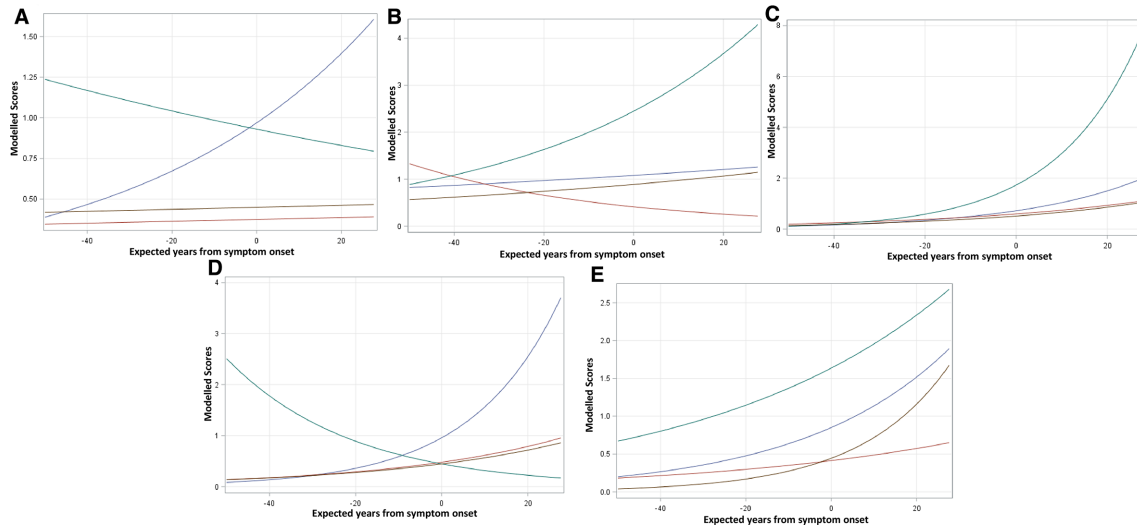 A
1.50
1.25
1.00
0.75
0.50
Modelled Scores
-40 -20 0 20
Expected years from symptom onset
B
4
3
2
1
0
Modelled Scores
-40 -20 0 20
Expected years from symptom onset
C
8
6
4
2
0
Modelled Scores
-40 -20 0 20
Expected years from symptom onset
D
4
3
2
1
0
Modelled Scores
-40 -20 0 20
Expected years from symptom onset
E
2.5
2.0
1.5
1.0
0.5
0.0
Modelled Scores
-40 -20 0 20
Expected years from symptom onset